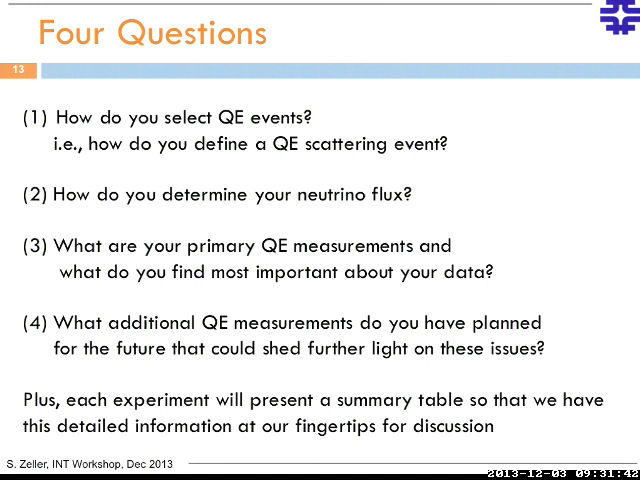 Four Questions
13
(1) How do you select QE events?
i.e., how do you define a QE scattering event?
(2) How do you determine your neutrino flux?
(3) What are your primary QE measurements and
what do you find most important about your data?
(4) What additional QE measurements do you have planned
for the future that could shed further light on these issues?
Plus, each experiment will present a summary table so that we have
this detailed information at our fingertips for discussion
S. Zeller, INT Workshop, Dec 2013
2013-12-03 09:31:42